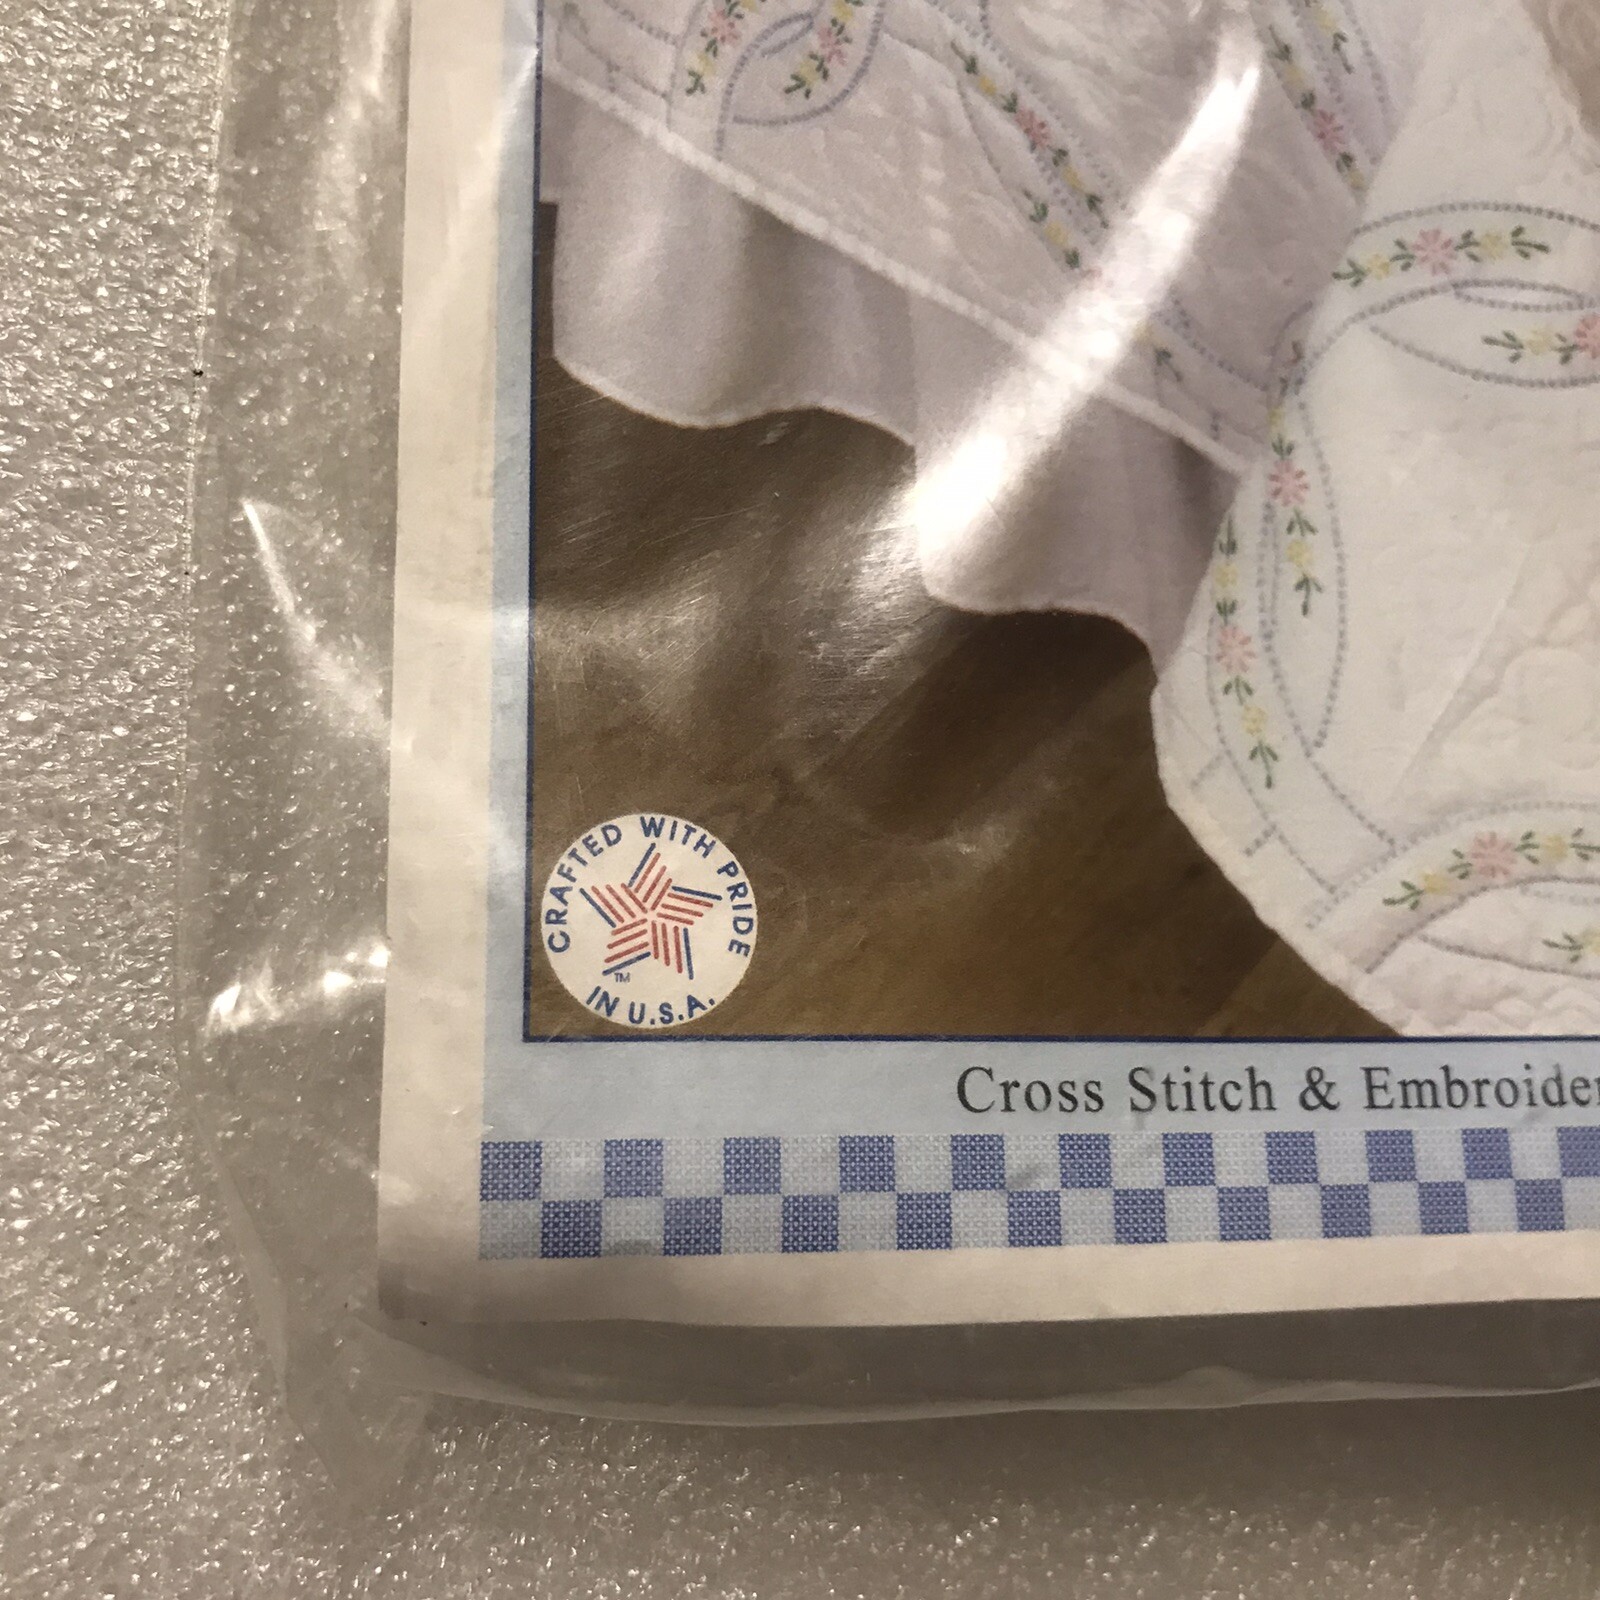 CRAFTED WITH PRIDE
IN U.S.A.
TM
Cross Stitch & Embroider